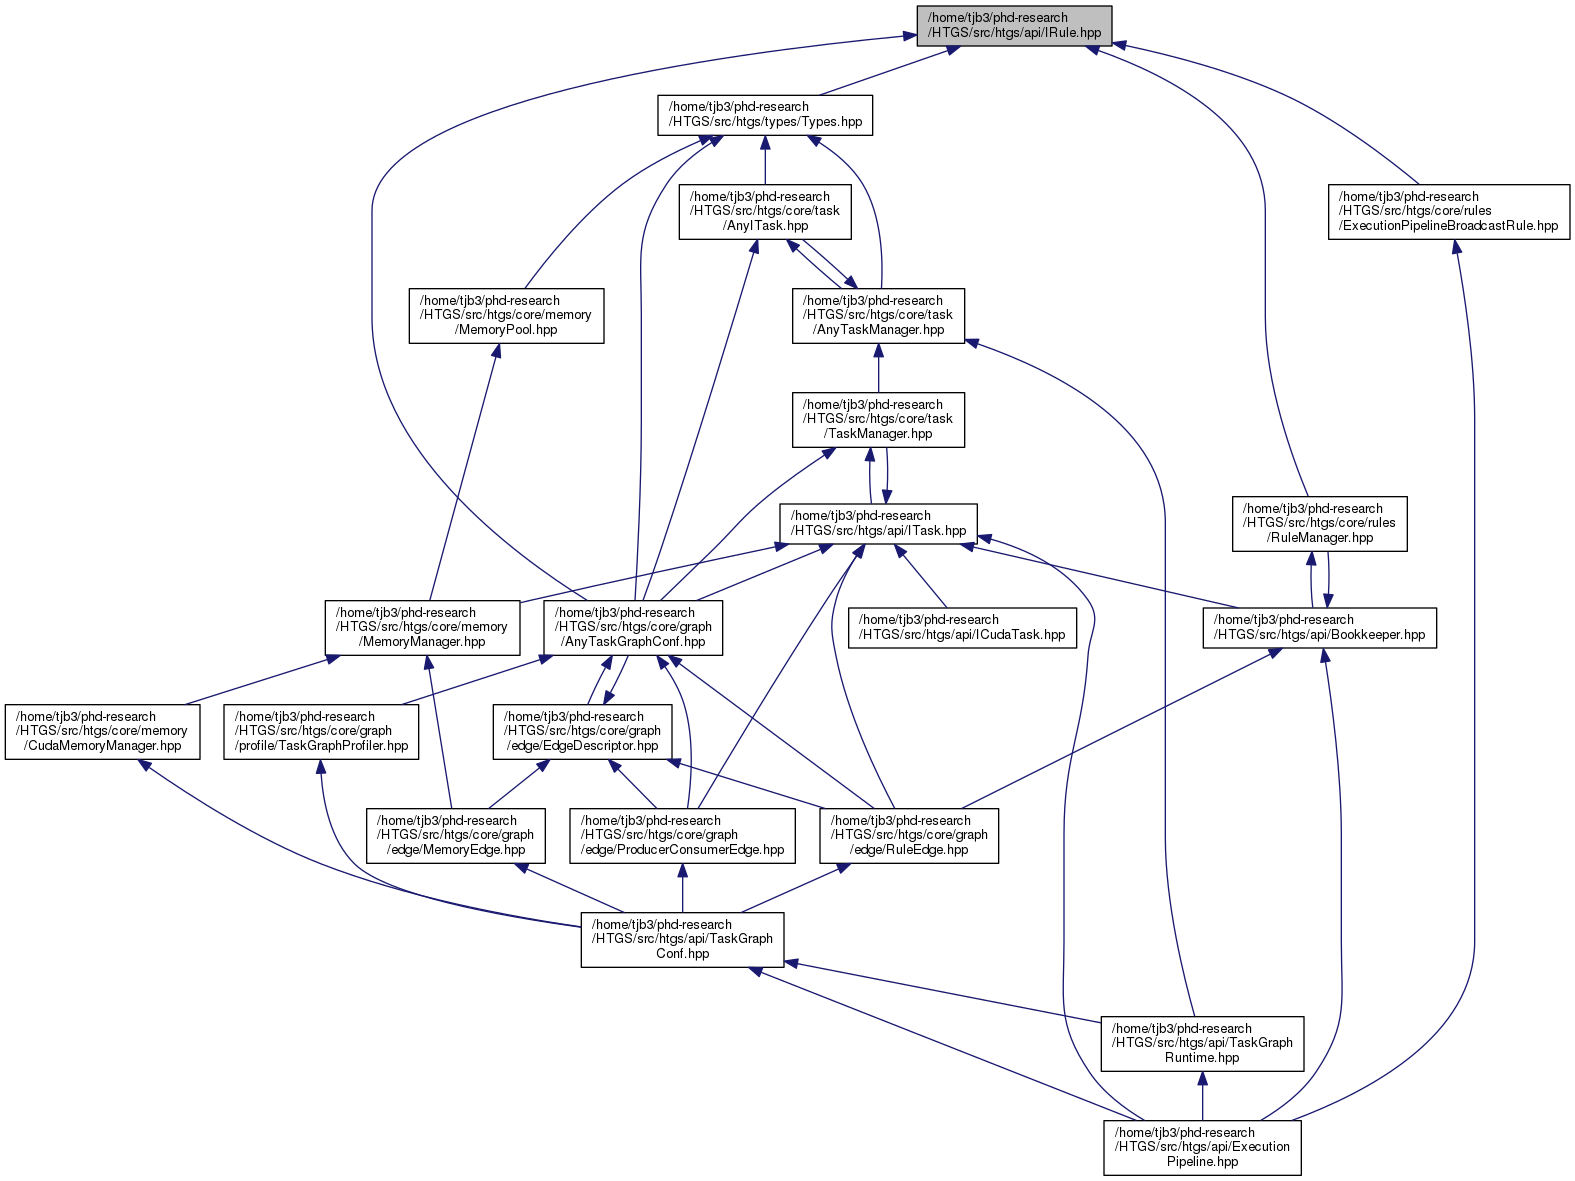 /home/tjb3/phd-research
/HTGS/src/htgs/api/IRule.hpp
/home/tjb3/phd-research
/HTGS/src/htgs/types/Types.hpp
/home/tjb3/phd-research
/HTGS/src/htgs/core/task
/AnyITask.hpp
/home/tjb3/phd-research
/HTGS/src/htgs/core/rules
/ExecutionPipelineBroadcastRule.hpp
/home/tjb3/phd-research
/HTGS/src/htgs/core/memory
/MemoryPool.hpp
/home/tjb3/phd-research
/HTGS/src/htgs/core/task
/AnyTaskManager.hpp
/home/tjb3/phd-research
/HTGS/src/htgs/core/task
/TaskManager.hpp
/home/tjb3/phd-research
/HTGS/src/htgs/api/ITask.hpp
/home/tjb3/phd-research
/HTGS/src/htgs/core/rules
/RuleManager.hpp
/home/tjb3/phd-research
/HTGS/src/htgs/core/memory
/MemoryManager.hpp
/home/tjb3/phd-research
/HTGS/src/htgs/core/graph
/AnyTaskGraphConf.hpp
/home/tjb3/phd-research
/HTGS/src/htgs/api/ICudaTask.hpp
/home/tjb3/phd-research
/HTGS/src/htgs/api/Bookkeeper.hpp
/home/tjb3/phd-research
/HTGS/src/htgs/core/memory
/CudaMemoryManager.hpp
/home/tjb3/phd-research
/HTGS/src/htgs/core/graph
/profile/TaskGraphProfiler.hpp
/home/tjb3/phd-research
/HTGS/src/htgs/core/graph
/edge/EdgeDescriptor.hpp
/home/tjb3/phd-research
/HTGS/src/htgs/core/graph
/edge/MemoryEdge.hpp
/home/tjb3/phd-research
/HTGS/src/htgs/core/graph
/edge/ProducerConsumerEdge.hpp
/home/tjb3/phd-research
/HTGS/src/htgs/core/graph
/edge/RuleEdge.hpp
/home/tjb3/phd-research
/HTGS/src/htgs/api/TaskGraph
Conf.hpp
/home/tjb3/phd-research
/HTGS/src/htgs/api/TaskGraph
Runtime.hpp
/home/tjb3/phd-research
/HTGS/src/htgs/api/Execution
Pipeline.hpp